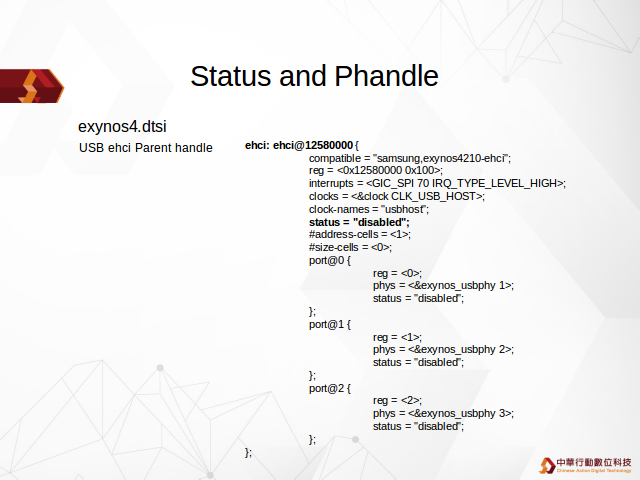 Status and Phandle
exynos4.dtsi
USB ehci Parent handle
ehci: ehci@12580000 {
compatible = "samsung,exynos4210-ehci";
reg = <0x12580000 0x100>;
interrupts = <GIC_SPI 70 IRQ_TYPE_LEVEL_HIGH>;
clocks = <&clock CLK_USB_HOST>;
clock-names = "usbhost";
status = "disabled";
#address-cells = <1>;
#size-cells = <0>;
port@0 {
reg = <0>;
phys = <&exynos_usbphy 1>;
status = "disabled";
};
port@1 {
reg = <1>;
phys = <&exynos_usbphy 2>;
status = "disabled";
};
port@2 {
reg = <2>;
phys = <&exynos_usbphy 3>;
status = "disabled";
};
};
中華行動數位科技
Chinese Action Digital Technology